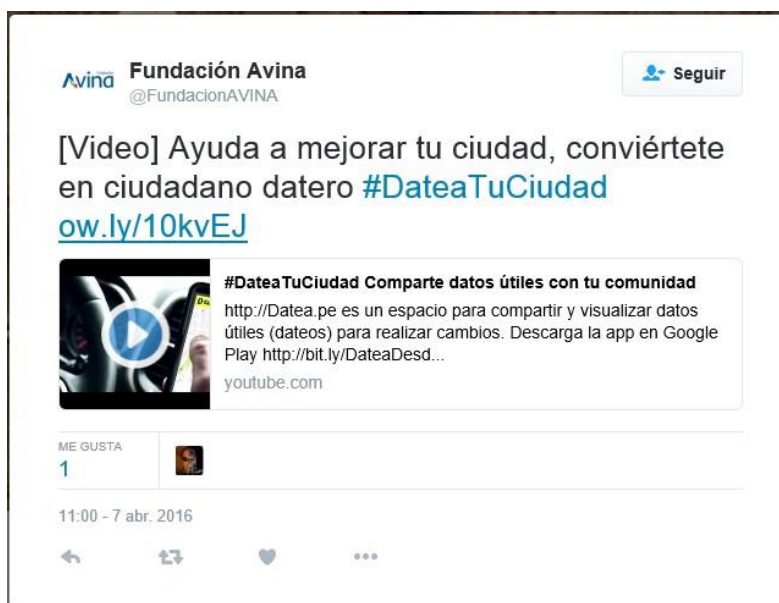 Avina
Fundación Avina
@FundacionAVINA
Seguir
[Video] Ayuda a mejorar tu ciudad, conviértete
en ciudadano datero #DateaTuCiudad
ow.ly/10kvEJ
#DateaTuCiudad Comparte datos útiles con tu comunidad
http://Datea.pe es un espacio para compartir y visualizar datos
útiles (dateos) para realizar cambios. Descarga la app en Google
Play http://bit.ly/DateaDesd...
youtube.com
ME GUSTA
1
11:00 - 7 abr. 2016